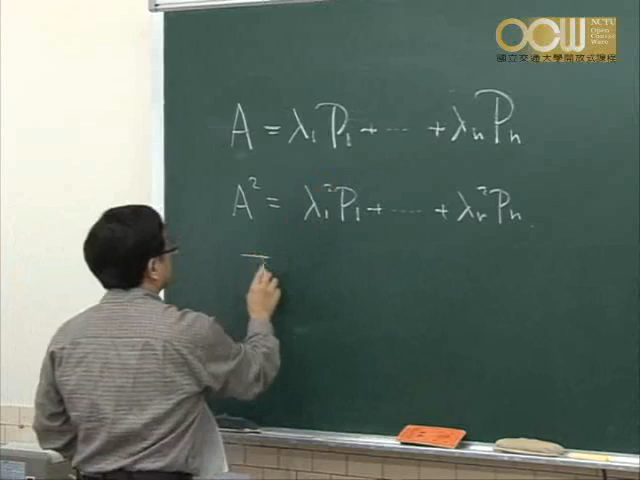 OCW
NCTU
Open
Course
Ware
國立交通大學開放式課程
A = λ₁P₁ + ··· + λₙPₙ
A² = λ₁²P₁ + ···· + λₙ²Pₙ